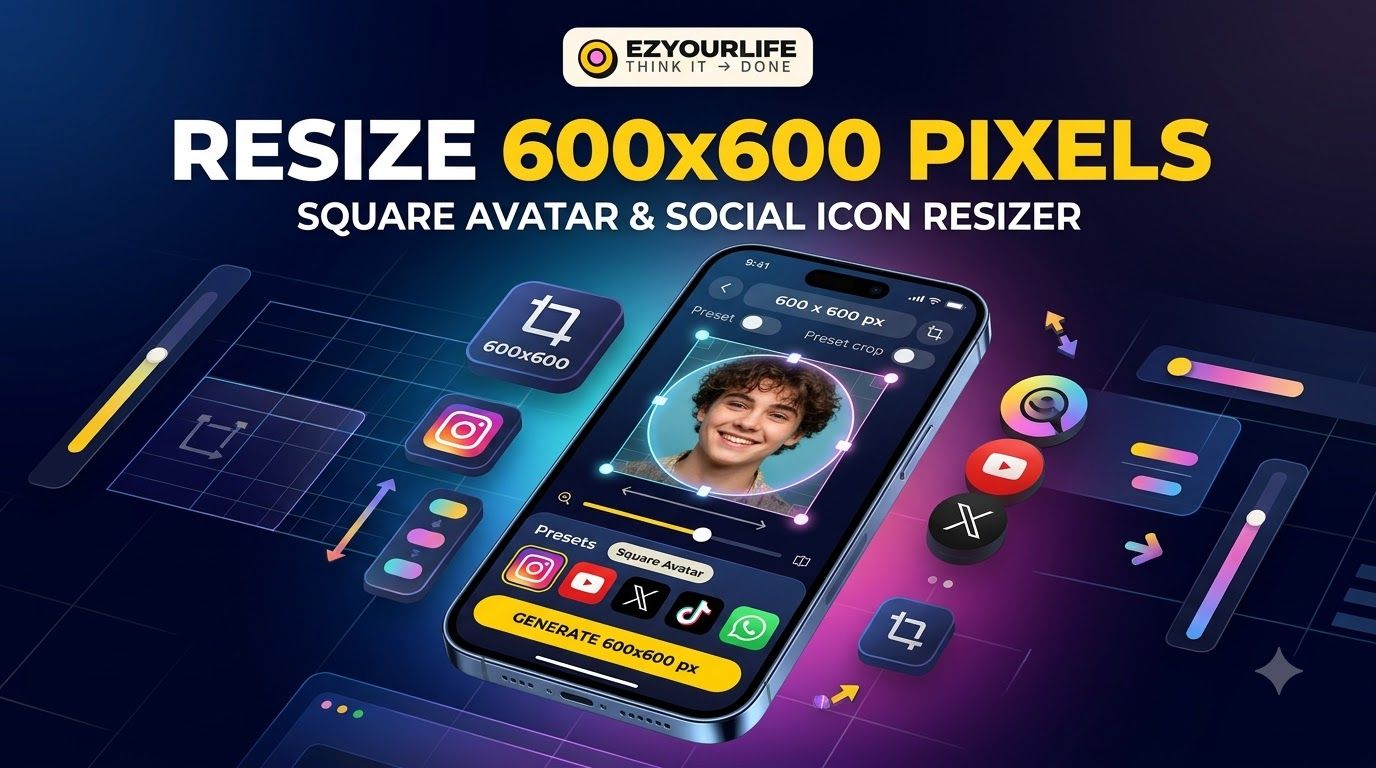 EZYOURLIFE
THINK IT → DONE
RESIZE 600x600 PIXELS
SQUARE AVATAR & SOCIAL ICON RESIZER
9:41
600 x 600 px
Preset
Preset crop
600x600
Presets
Square Avatar
GENERATE 600x600 px